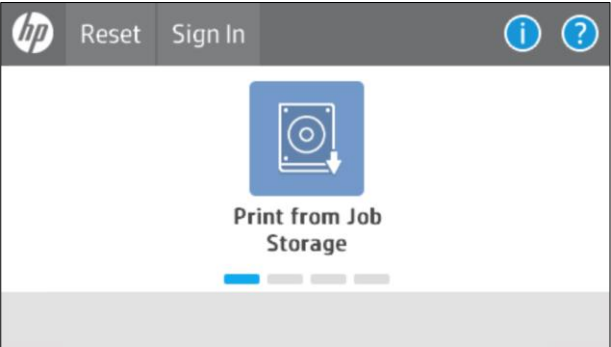 hp
Reset
Sign In
i
?
Print from Job
Storage